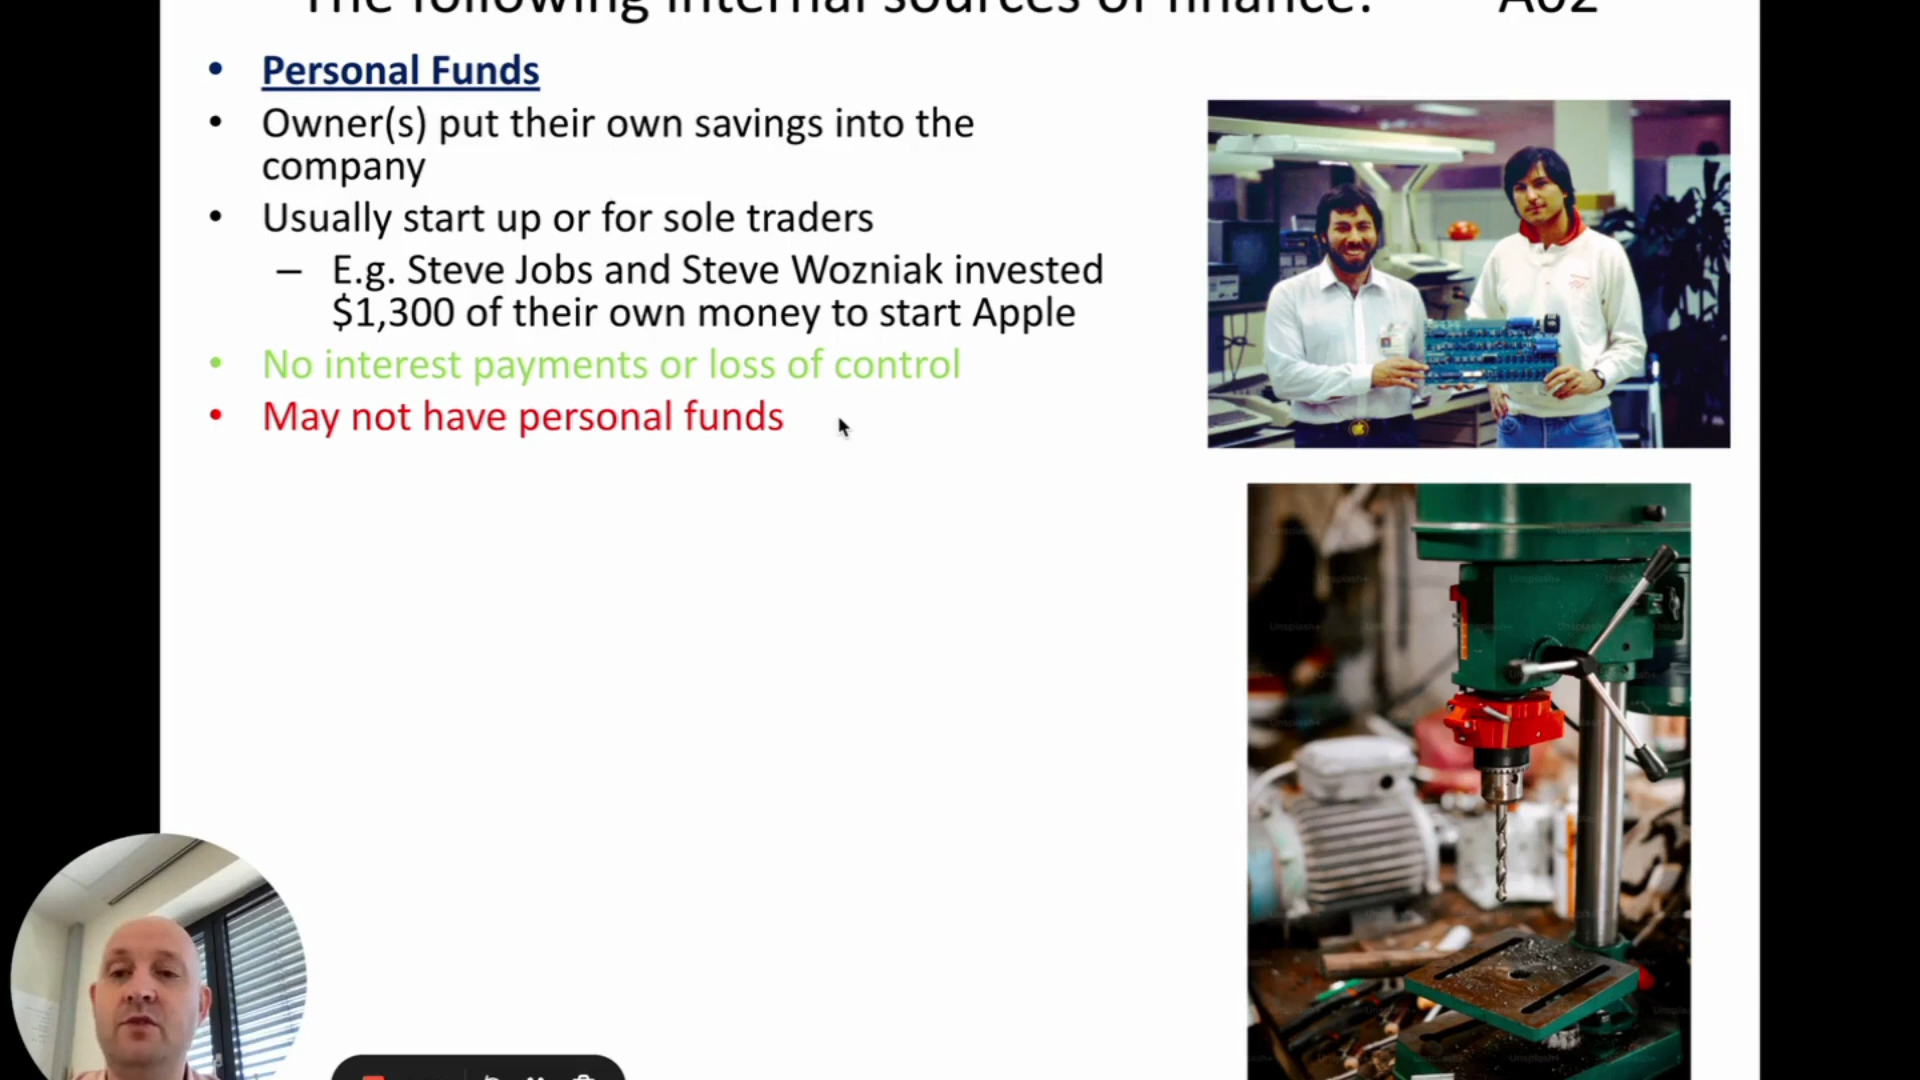 The following internal sources of finance: AO2
• Personal Funds
• Owner(s) put their own savings into the
company
• Usually start up or for sole traders
– E.g. Steve Jobs and Steve Wozniak invested
$1,300 of their own money to start Apple
• No interest payments or loss of control
• May not have personal funds